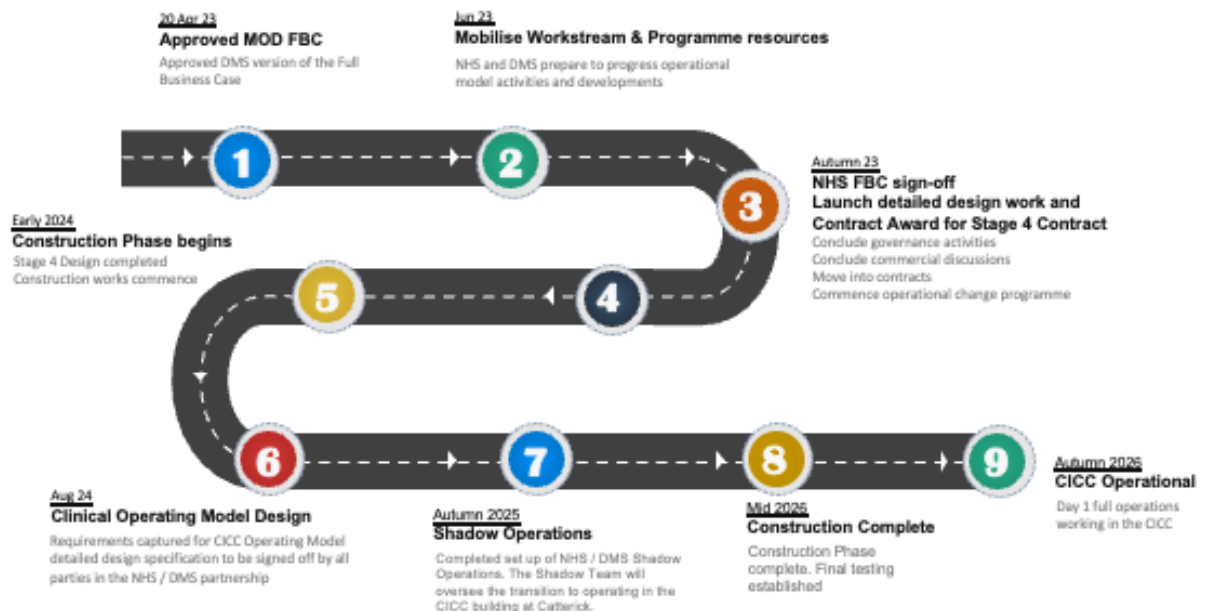 20 Apr 23
Approved MOD FBC
Approved DMS version of the Full
Business Case
Jun 23
Mobilise Workstream & Programme resources
NHS and DMS prepare to progress operational
model activities and developments
1
2
3
Autumn 23
NHS FBC sign-off
Launch detailed design work and
Contract Award for Stage 4 Contract
Conclude governance activities
Conclude commercial discussions
Move into contracts
Commence operational change programme
Early 2024
Construction Phase begins
Stage 4 Design completed
Construction works commence
5
4
6
7
8
9
Aug 24
Clinical Operating Model Design
Requirements captured for CICC Operating Model
detailed design specification to be signed off by all
parties in the NHS / DMS partnership
Autumn 2025
Shadow Operations
Completed set up of NHS / DMS Shadow
Operations. The Shadow Team will
oversee the transition to operating in the
CICC building at Catterick.
Mid 2026
Construction Complete
Construction Phase
complete. Final testing
established
Autumn 2026
CICC Operational
Day 1 full operations
working in the CICC